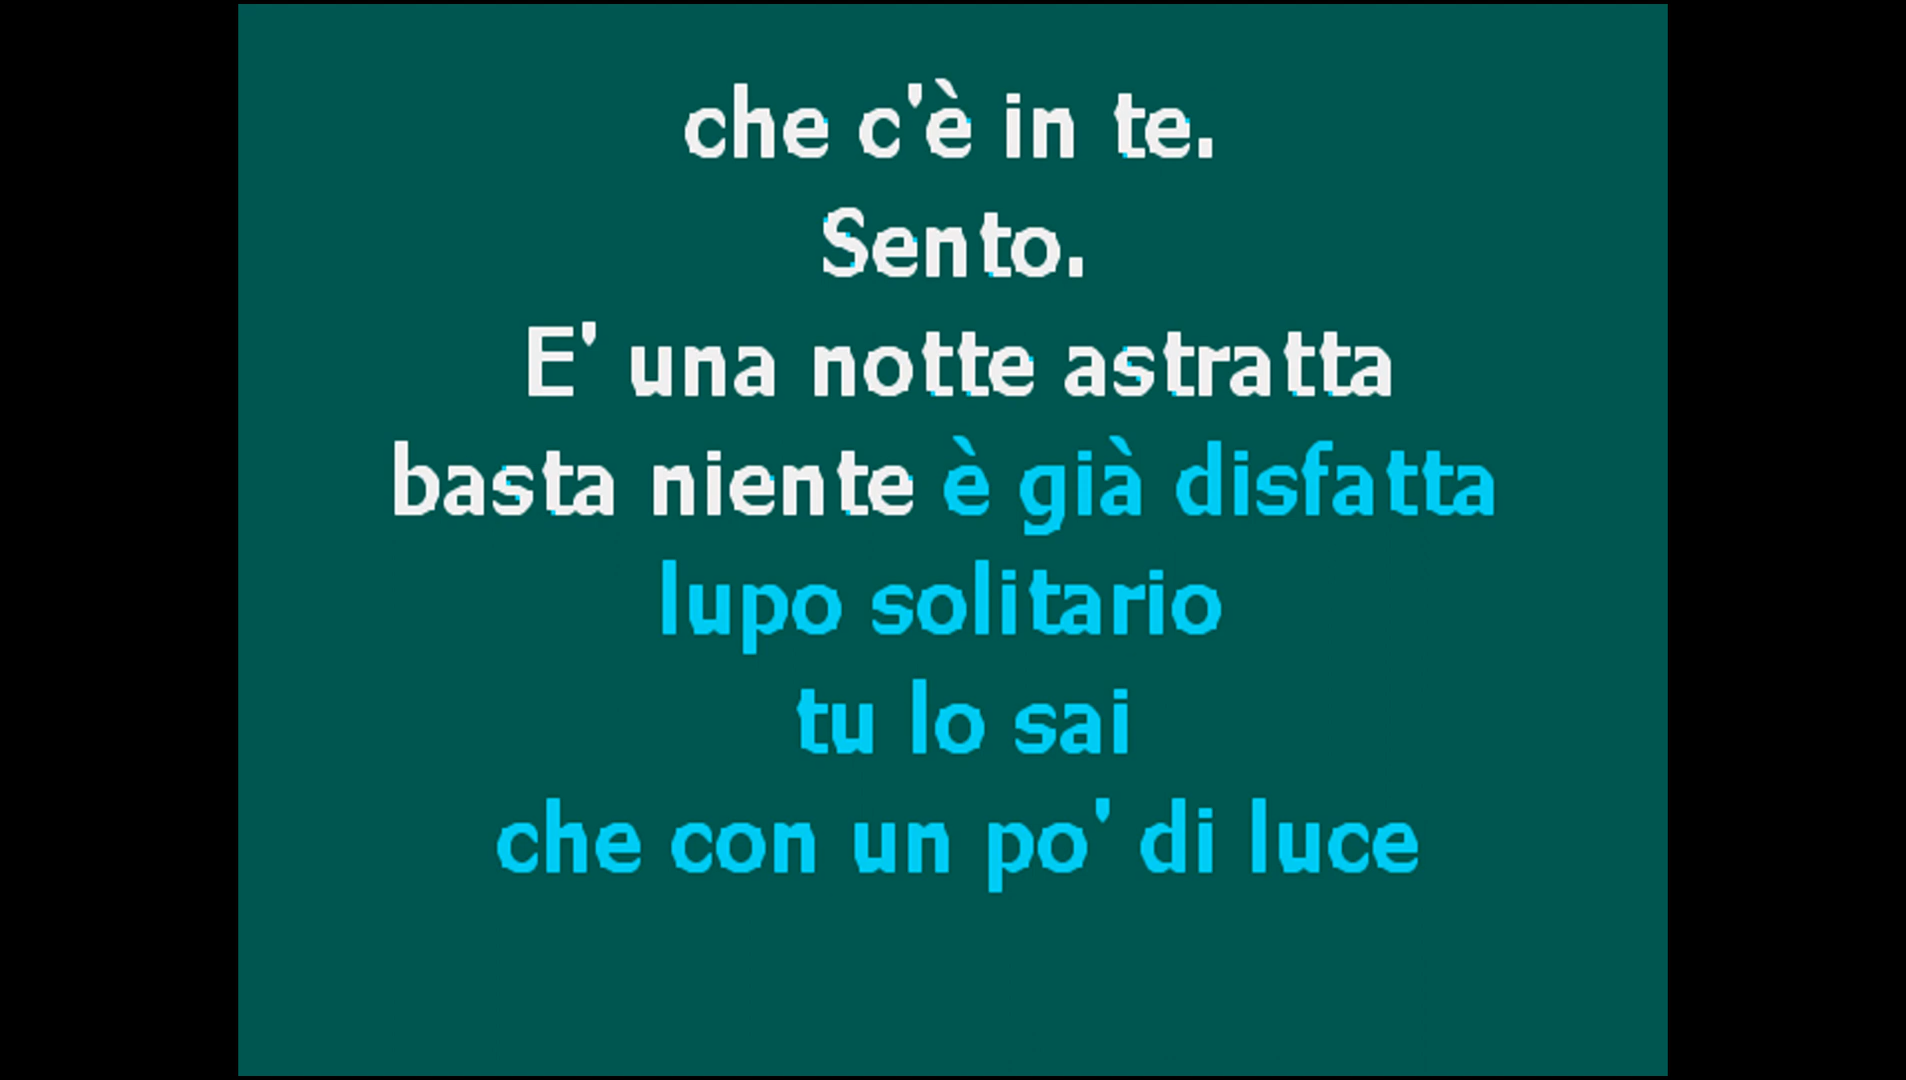 che c'è in te.
Sento.
E' una notte astratta
basta niente è già disfatta
lupo solitario
tu lo sai
che con un po' di luce